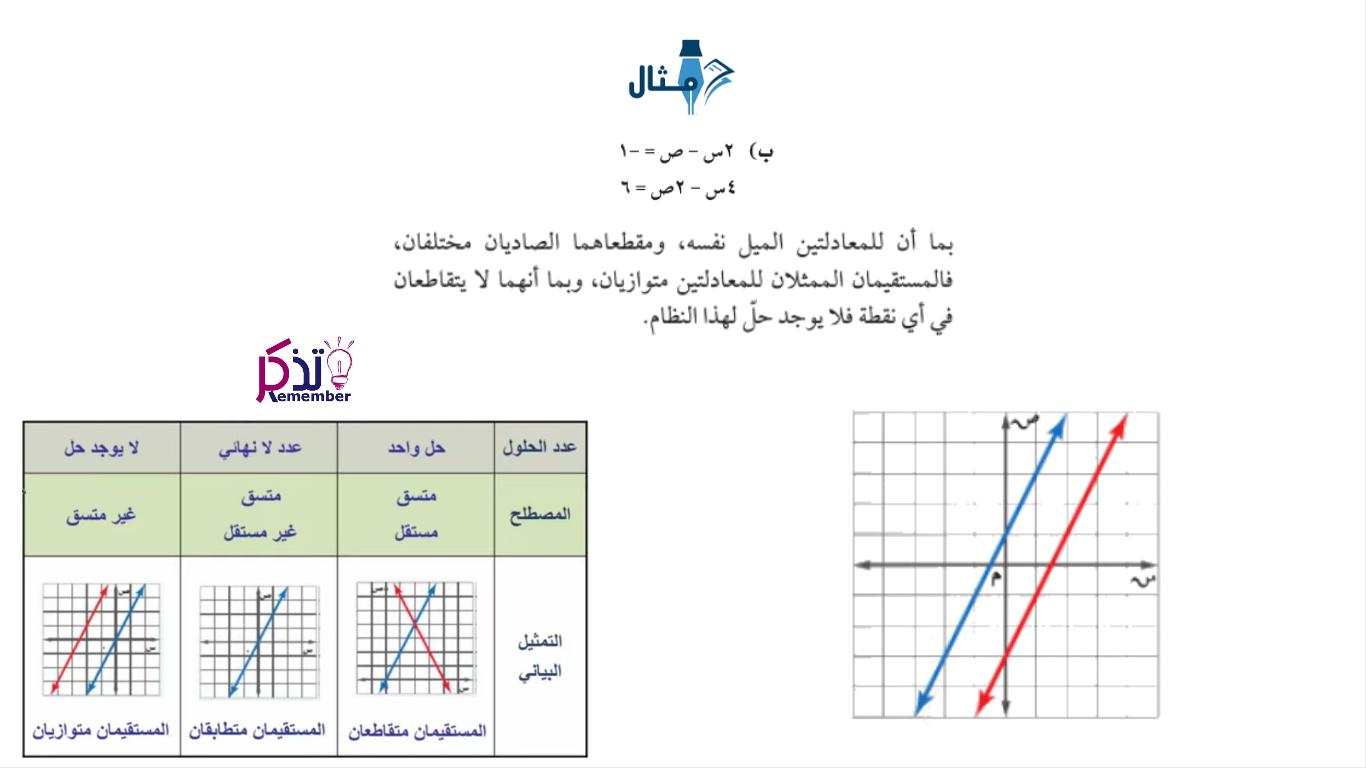 مثال
ب) ٢س – ص = –١
٤س – ٢ص = ٦
بما أن للمعادلتين الميل نفسه، ومقطعاهما الصاديان مختلفان،
فالمستقيمان الممثلان للمعادلتين متوازيان، وبما أنهما لا يتقاطعان
في أي نقطة فلا يوجد حلّ لهذا النظام.
تذكر
Remember
عدد الحلول حل واحد عدد لا نهائي لا يوجد حل
المصطلح متسق مستقل متسق غير مستقل غير متسق
التمثيل البياني
ص س
ص س
ص س
المستقيمان متقاطعان المستقيمان متطابقان المستقيمان متوازيان
ص
م
س